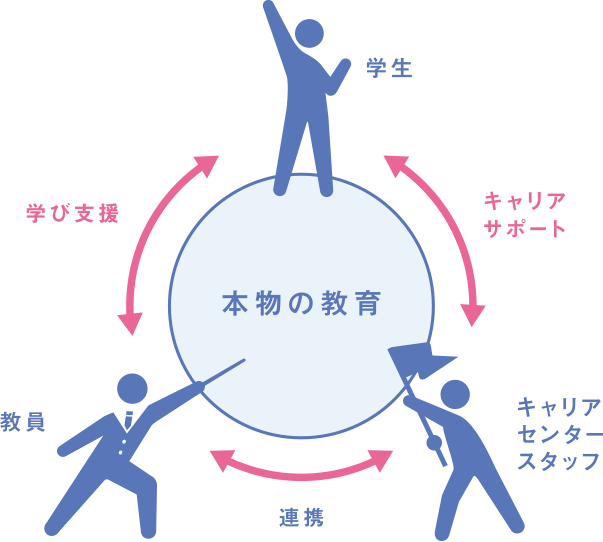 学生
学び支援
キャリア
サポート
本物の教育
教員
キャリア
センター
スタッフ
連携